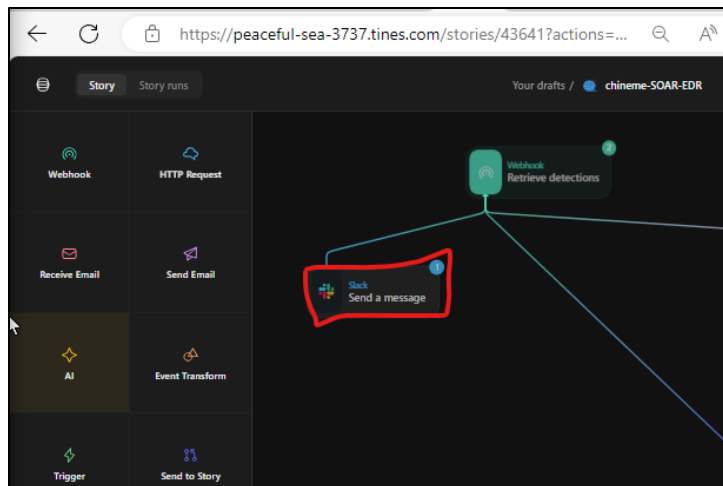 https://peaceful-sea-3737.tines.com/stories/43641?actions=...
A»
Story
Story runs
Your drafts /
chineme-SOAR-EDR
Webhook
HTTP Request
Receive Email
Send Email
AI
Event Transform
Trigger
Send to Story
2
Webhook
Retrieve detections
1
Slack
Send a message